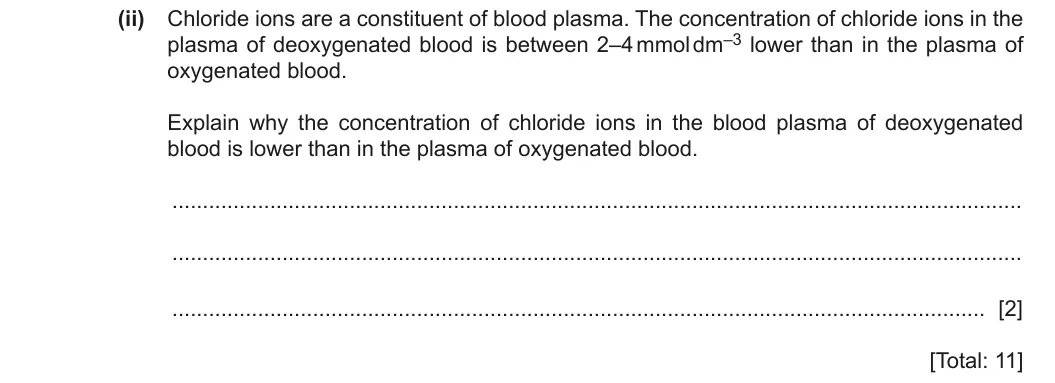 (ii) Chloride ions are a constituent of blood plasma. The concentration of chloride ions in the
plasma of deoxygenated blood is between 2–4 mmol dm⁻³ lower than in the plasma of
oxygenated blood.
Explain why the concentration of chloride ions in the blood plasma of deoxygenated
blood is lower than in the plasma of oxygenated blood.
..........................................................................................................................................
..........................................................................................................................................
.................................................................................................................................... [2]
[Total: 11]